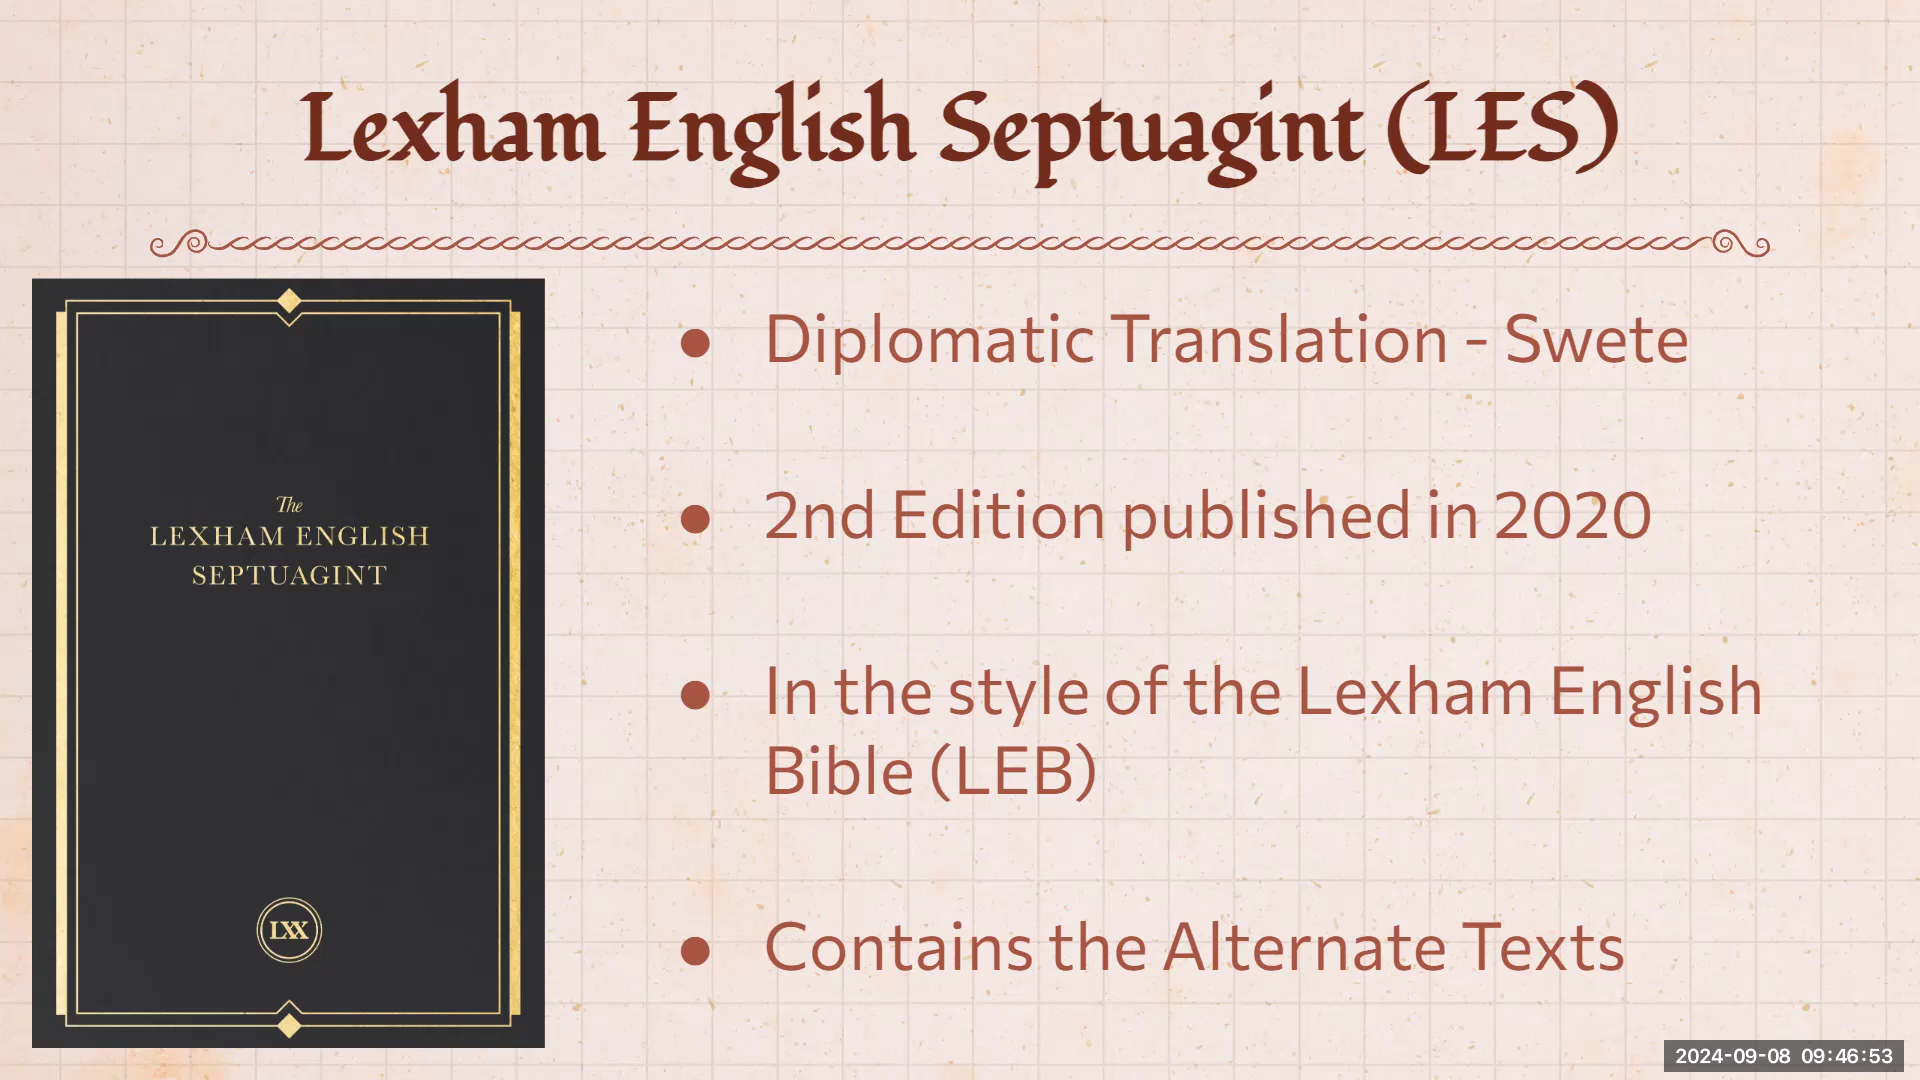 Lexham English Septuagint (LES)
The
LEXHAM ENGLISH
SEPTUAGINT
LXX
● Diplomatic Translation - Swete
● 2nd Edition published in 2020
● In the style of the Lexham English
Bible (LEB)
● Contains the Alternate Texts
2024-09-08 09:46:53